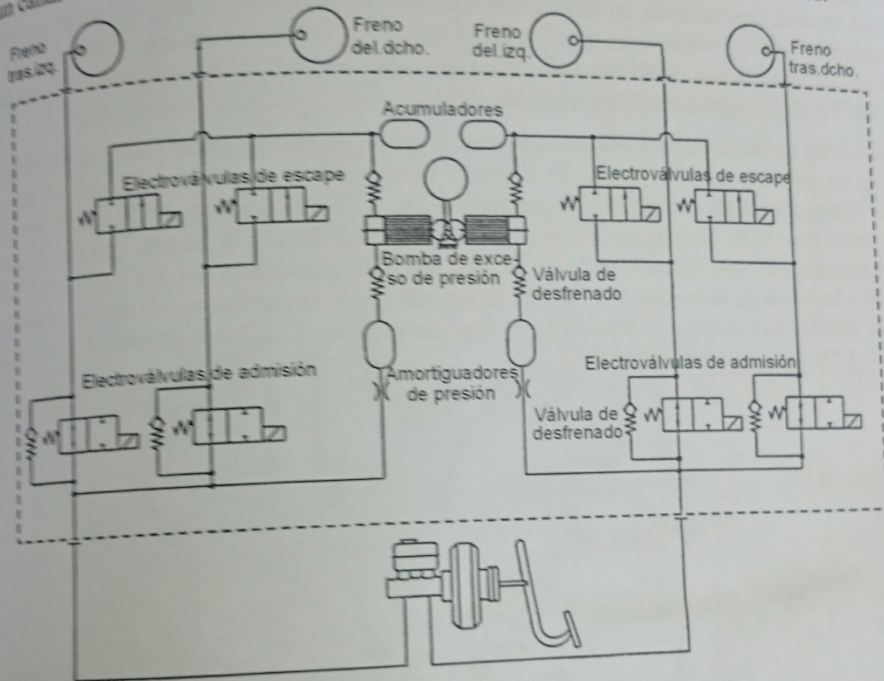 un
Freno
tras.izq.
Freno
del.dcho.
Freno
del.izq.
Freno
tras.dcho.
Acumuladores
Electroválvulas de escape
Electroválvulas de escape
Bomba de exce-
so de presión
Válvula de
desfrenado
Electroválvulas de admisión
Amortiguadores
de presión
Electroválvulas de admisión
Válvula de
desfrenado